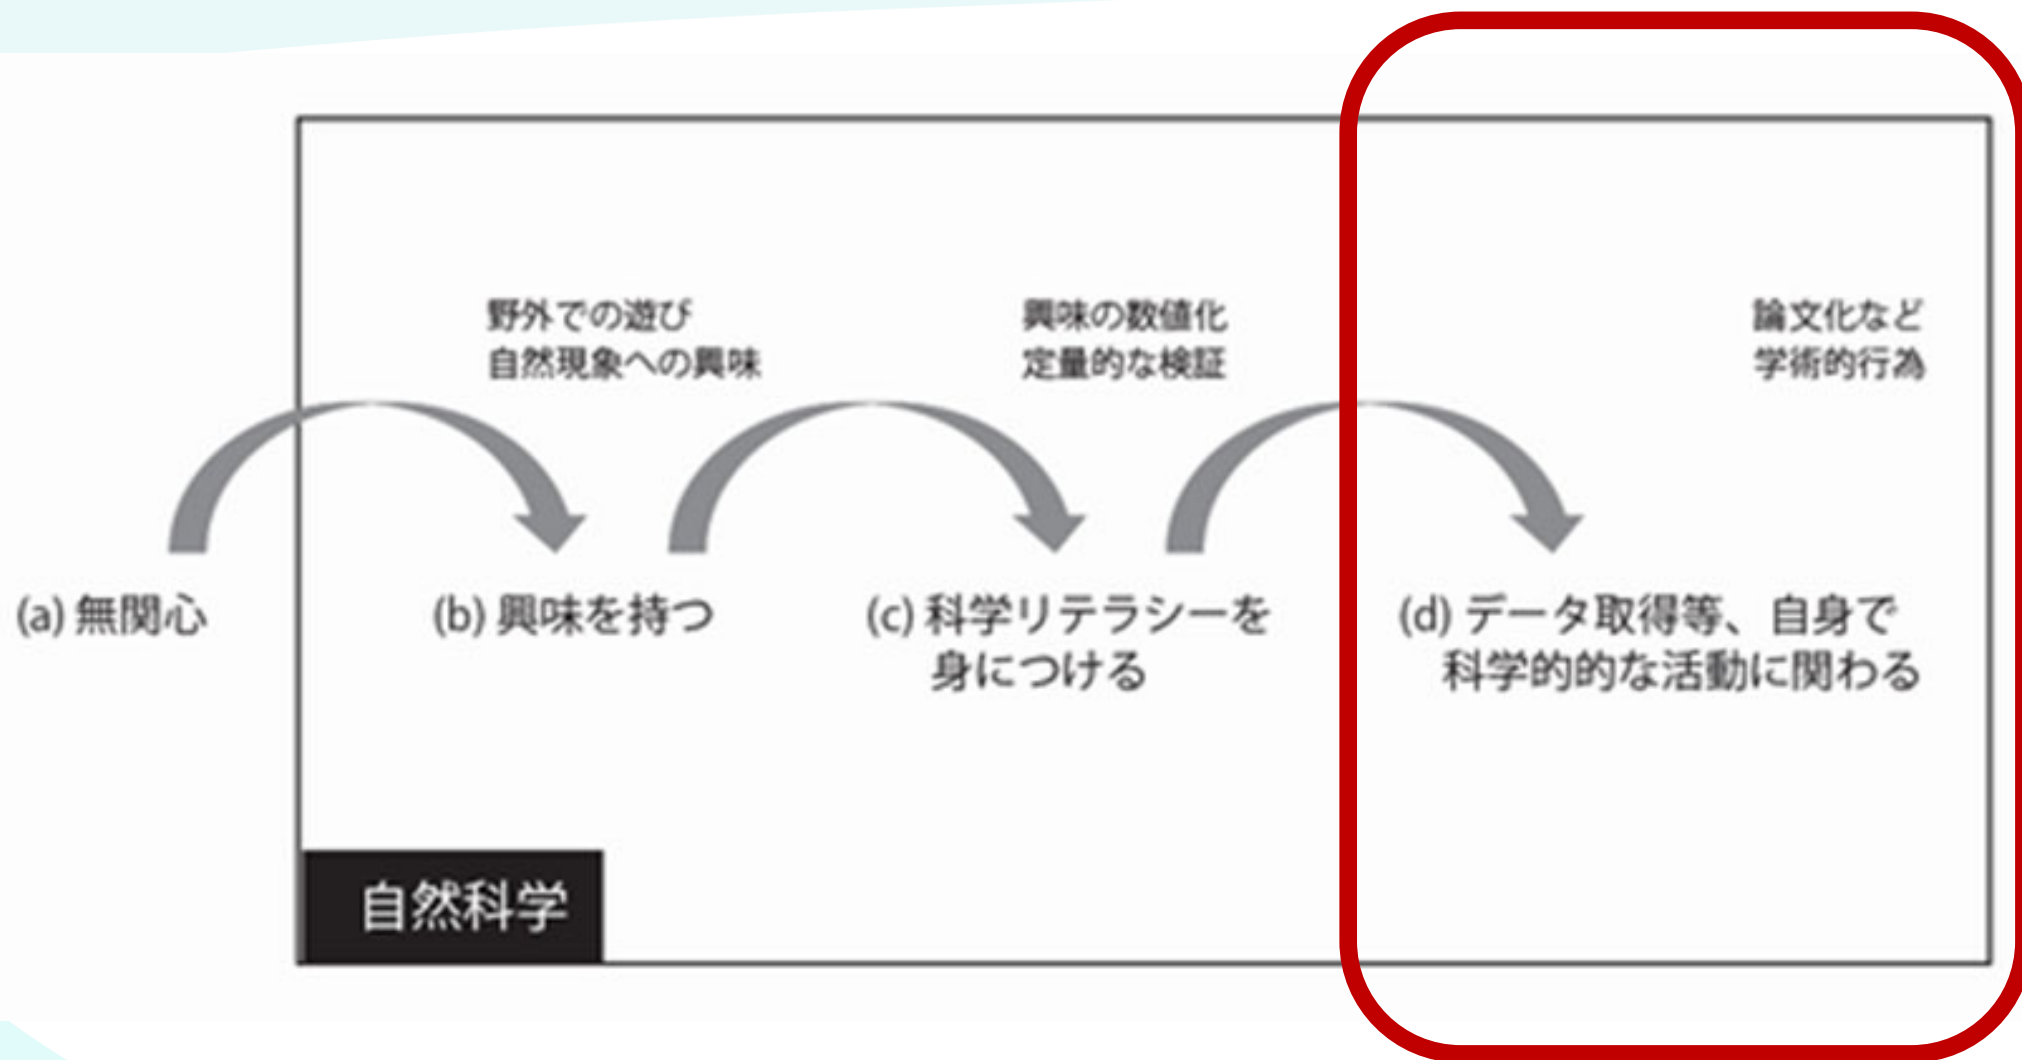 野外での遊び
自然現象への興味
興味の数値化
定量的な検証
論文化など
学術的行為
(a) 無関心
(b) 興味を持つ
(c) 科学リテラシーを
身につける
(d) データ取得等、自身で
科学的的な活動に関わる
自然科学